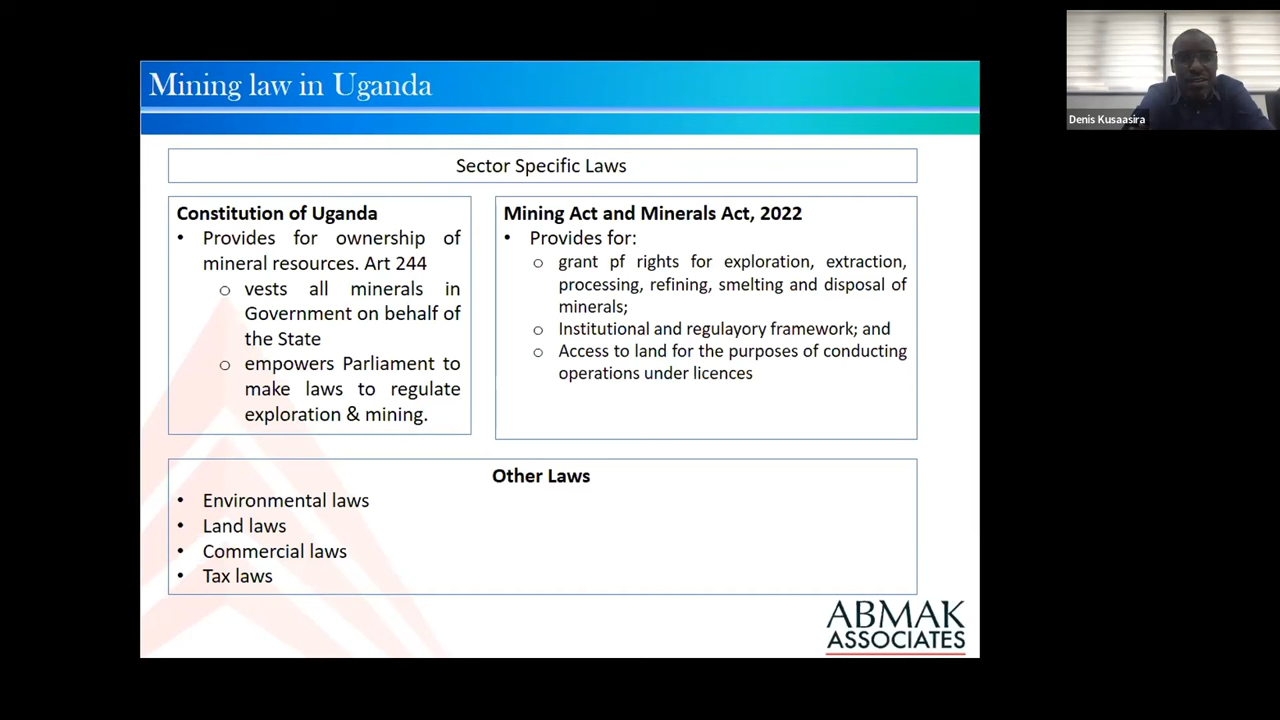 Mining law in Uganda
Denis Kusaasira
Sector Specific Laws
Constitution of Uganda
• Provides for ownership of
mineral resources. Art 244
o vests all minerals in
Government on behalf of
the State
o empowers Parliament to
make laws to regulate
exploration & mining.
Mining Act and Minerals Act, 2022
• Provides for:
o grant pf rights for exploration, extraction,
processing, refining, smelting and disposal of
minerals;
o Institutional and regulayory framework; and
o Access to land for the purposes of conducting
operations under licences
Other Laws
• Environmental laws
• Land laws
• Commercial laws
• Tax laws
ABMAK
ASSOCIATES